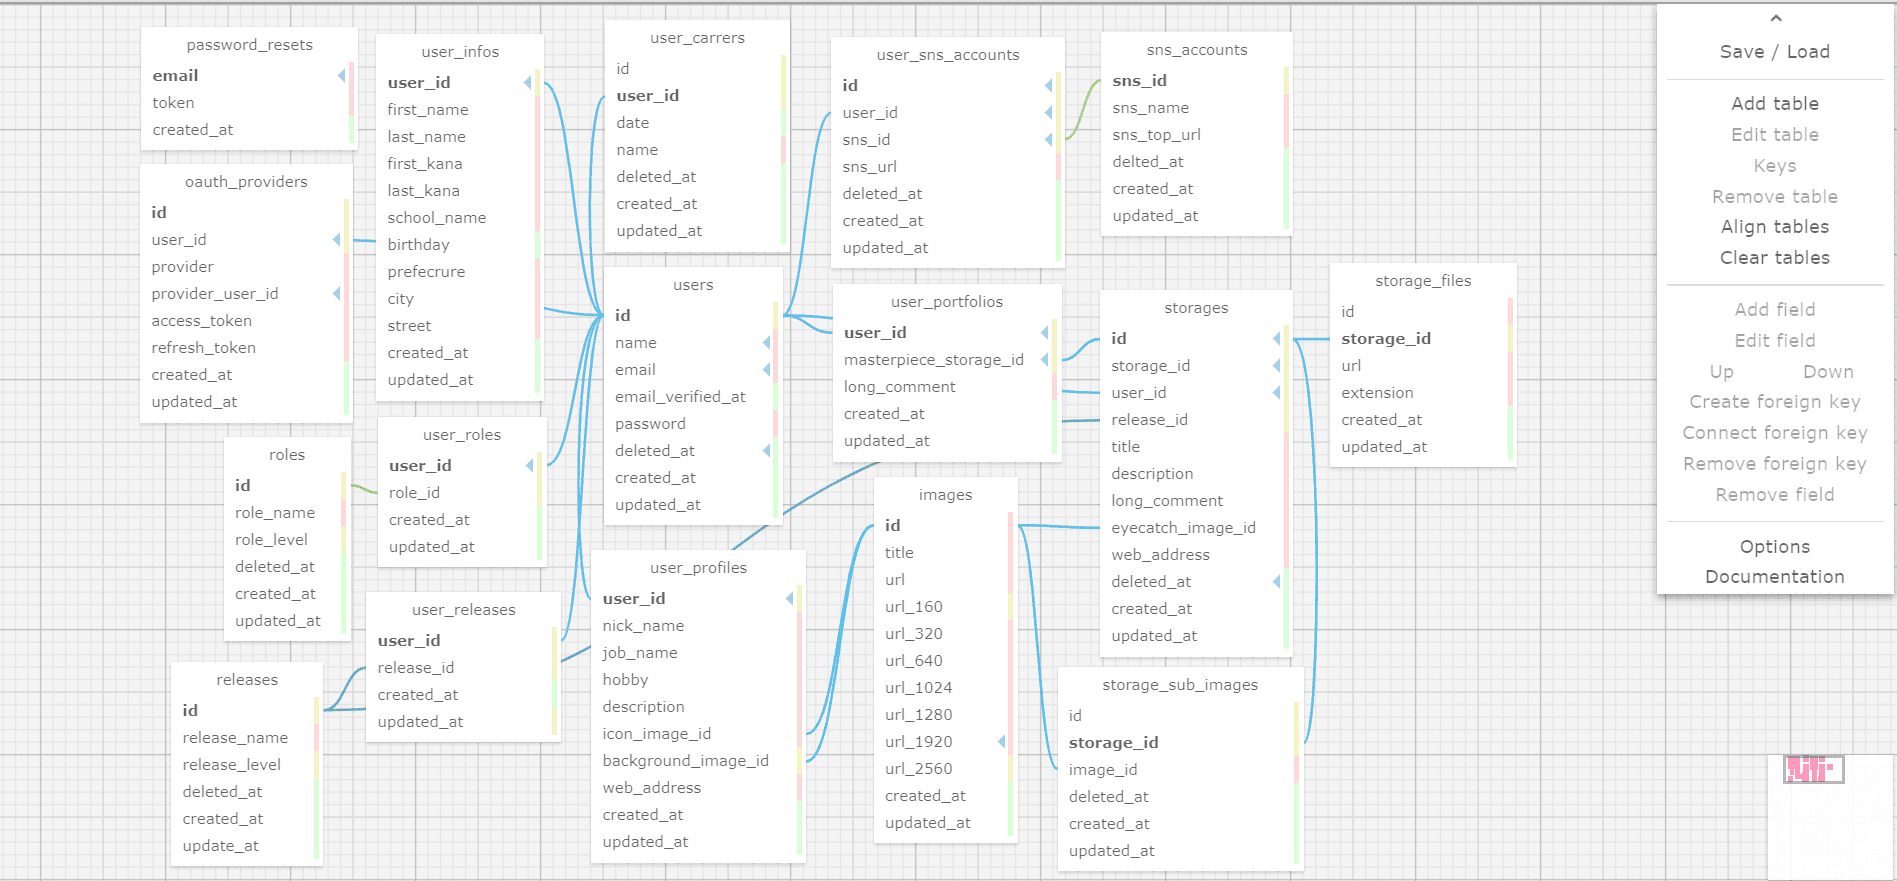 password_resets
email
token
created_at
oauth_providers
id
user_id
provider
provider_user_id
access_token
refresh_token
created_at
updated_at
roles
id
role_name
role_level
deleted_at
created_at
updated_at
releases
id
release_name
release_level
deleted_at
created_at
update_at
user_infos
user_id
first_name
last_name
first_kana
last_kana
school_name
birthday
prefecrure
city
street
created_at
updated_at
user_roles
user_id
role_id
created_at
updated_at
user_releases
user_id
release_id
created_at
updated_at
user_carrers
id
user_id
date
name
deleted_at
created_at
updated_at
users
id
name
email
email_verified_at
password
deleted_at
created_at
updated_at
user_profiles
user_id
nick_name
job_name
hobby
description
icon_image_id
background_image_id
web_address
created_at
updated_at
user_sns_accounts
id
user_id
sns_id
sns_url
deleted_at
created_at
updated_at
user_portfolios
user_id
masterpiece_storage_id
long_comment
created_at
updated_at
images
id
title
url
url_160
url_320
url_640
url_1024
url_1280
url_1920
url_2560
created_at
updated_at
sns_accounts
sns_id
sns_name
sns_top_url
delted_at
created_at
updated_at
storages
id
storage_id
user_id
release_id
title
description
long_comment
eyecatch_image_id
web_address
deleted_at
created_at
updated_at
storage_sub_images
id
storage_id
image_id
deleted_at
created_at
updated_at
storage_files
id
storage_id
url
extension
created_at
updated_at
Save / Load
Add table
Edit table
Keys
Remove table
Align tables
Clear tables
Add field
Edit field
Up Down
Create foreign key
Connect foreign key
Remove foreign key
Remove field
Options
Documentation